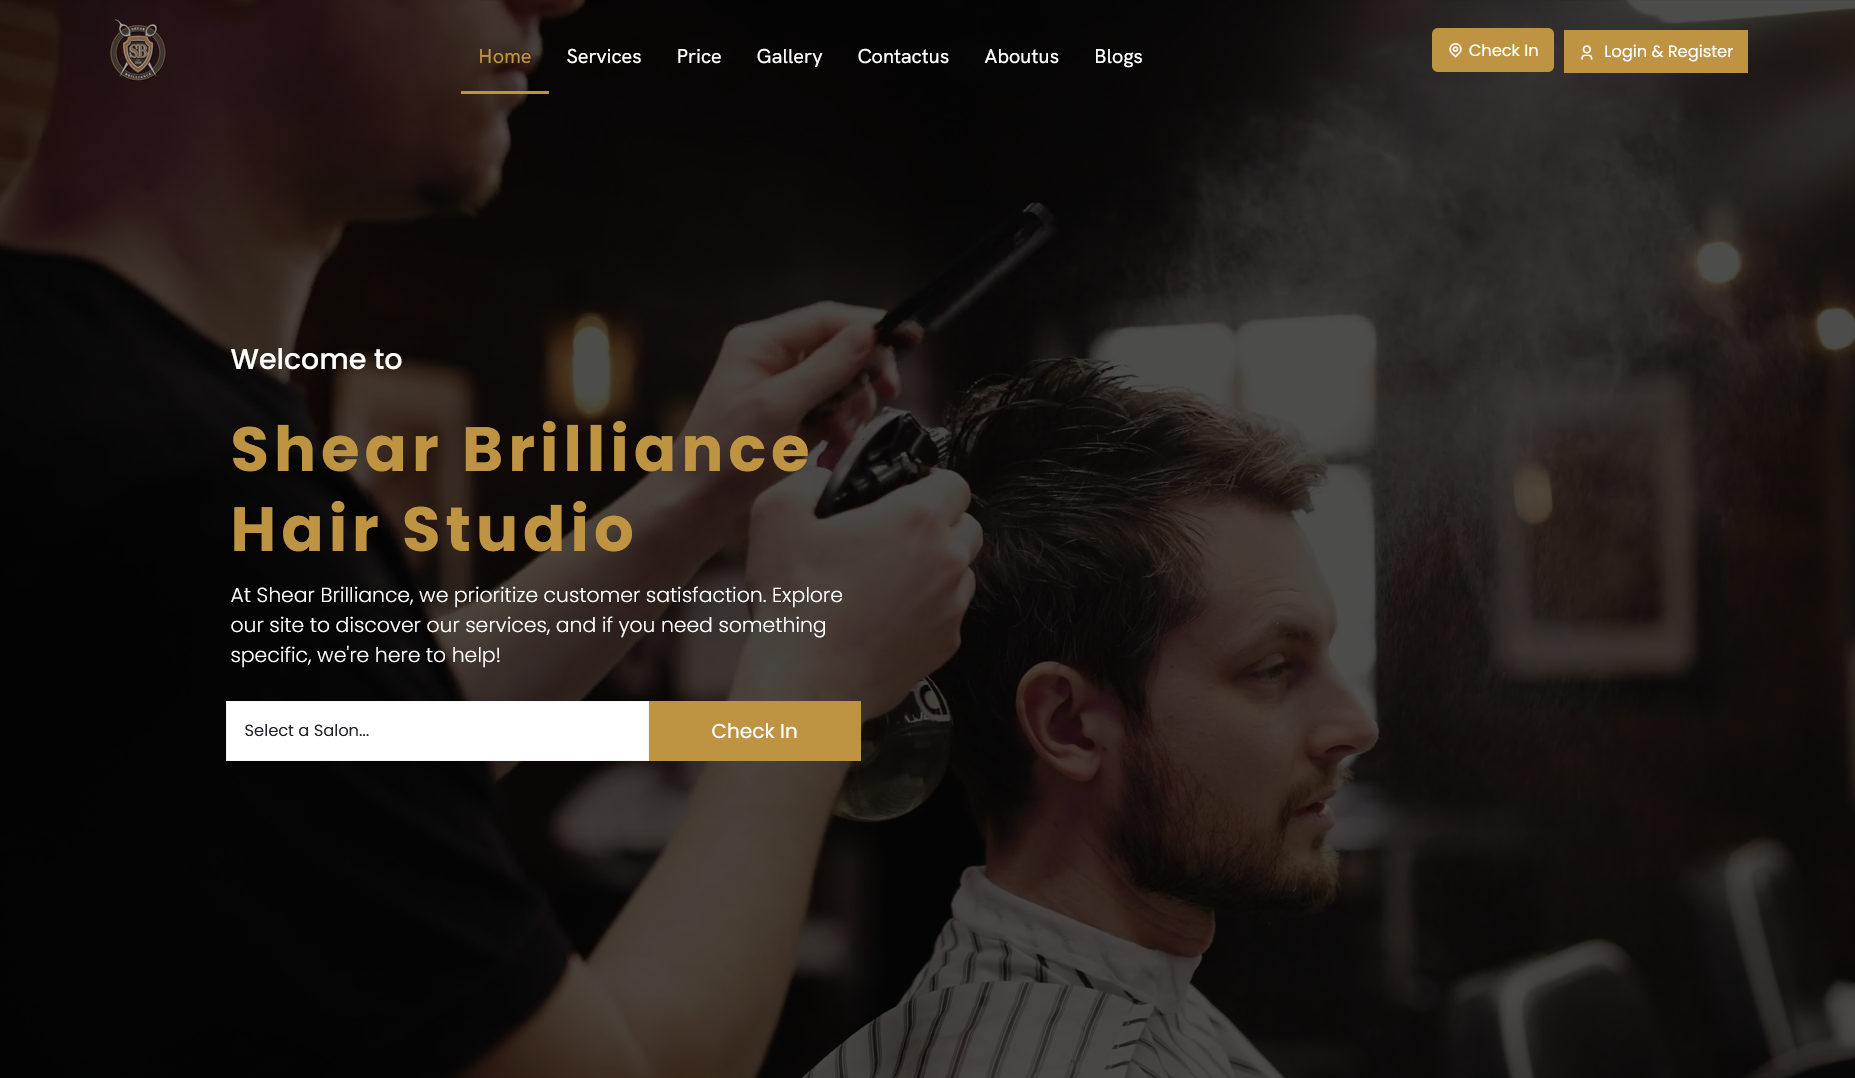 SHEAR
SB
BRILLIANCE
Home
Services
Price
Gallery
Contactus
Aboutus
Blogs
Check In
Login & Register
Welcome to
Shear Brilliance
Hair Studio
At Shear Brilliance, we prioritize customer satisfaction. Explore
our site to discover our services, and if you need something
specific, we're here to help!
Select a Salon...
Check In